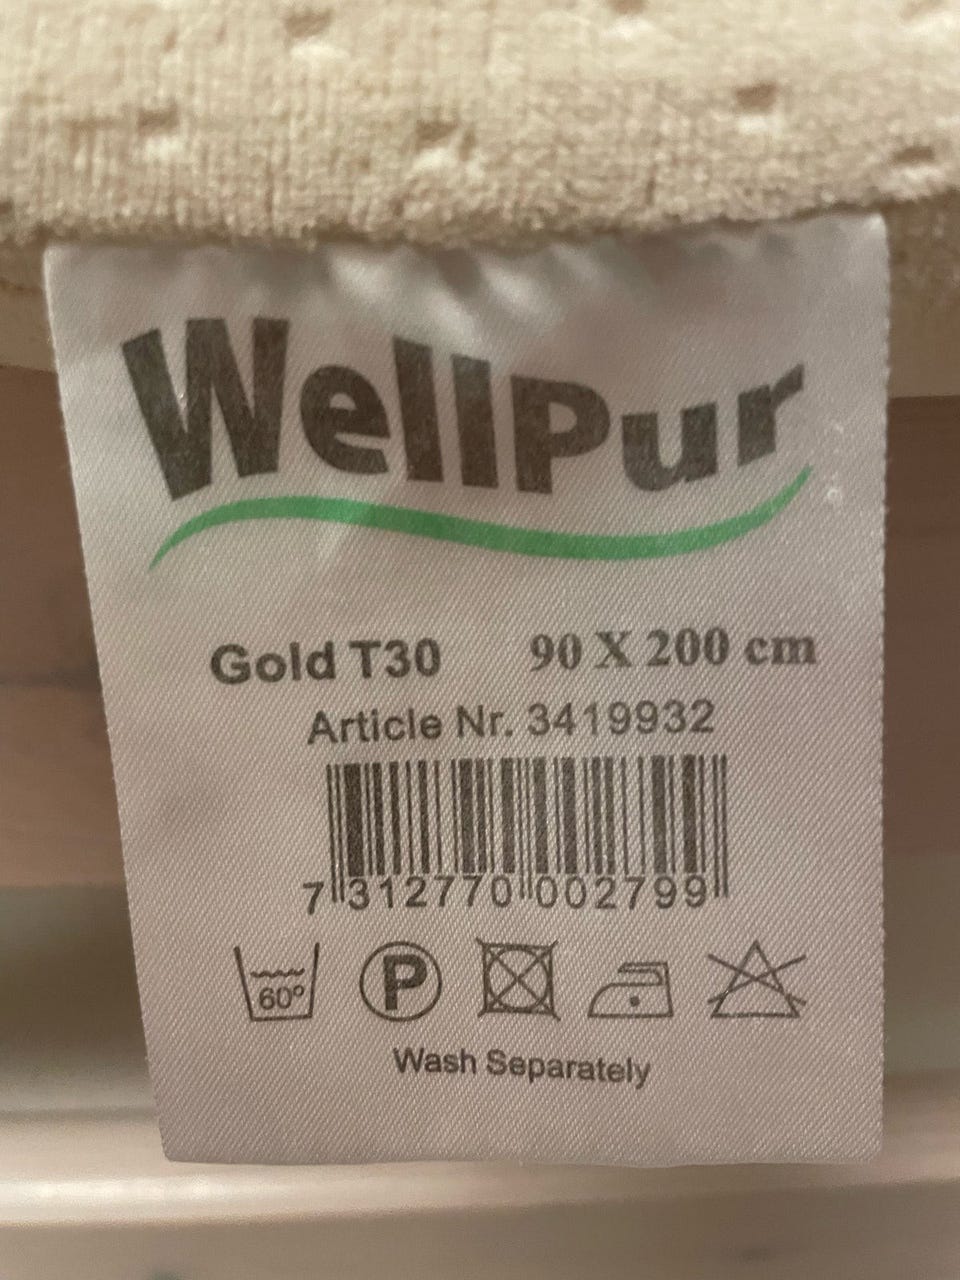 WellPur
Gold T30 90 X 200 cm
Article Nr. 3419932
7 312770 002799
60° P
Wash Separately